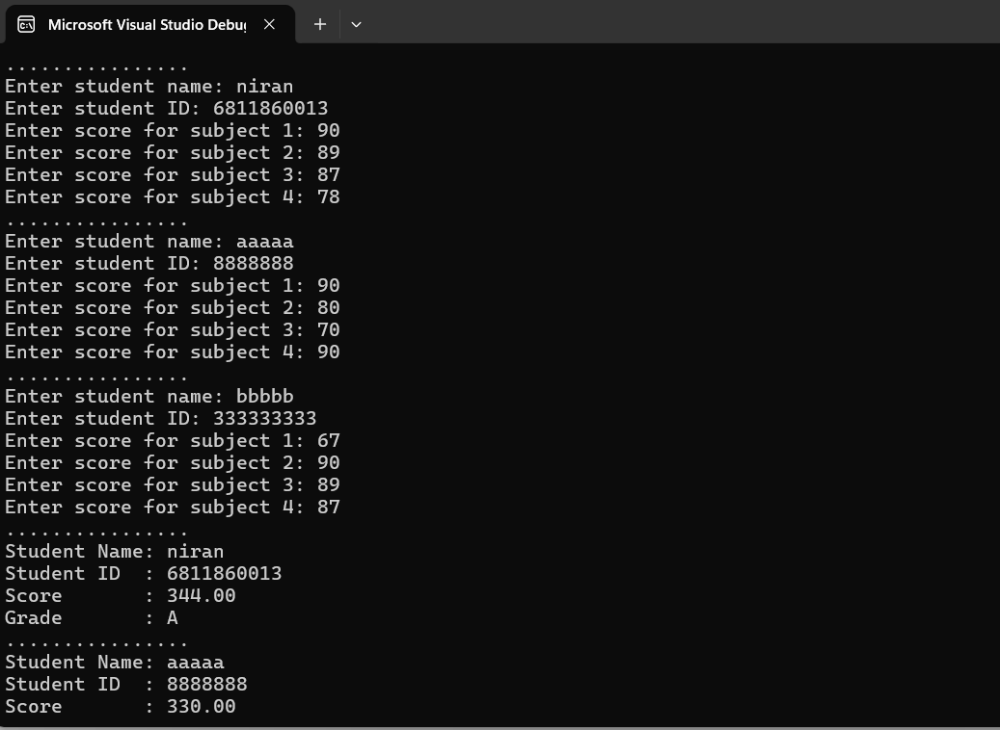 Microsoft Visual Studio Debug
................
Enter student name: niran
Enter student ID: 6811860013
Enter score for subject 1: 90
Enter score for subject 2: 89
Enter score for subject 3: 87
Enter score for subject 4: 78
................
Enter student name: aaaaa
Enter student ID: 8888888
Enter score for subject 1: 90
Enter score for subject 2: 80
Enter score for subject 3: 70
Enter score for subject 4: 90
................
Enter student name: bbbbb
Enter student ID: 333333333
Enter score for subject 1: 67
Enter score for subject 2: 90
Enter score for subject 3: 89
Enter score for subject 4: 87
................
Student Name: niran
Student ID  : 6811860013
Score       : 344.00
Grade       : A
................
Student Name: aaaaa
Student ID  : 8888888
Score       : 330.00